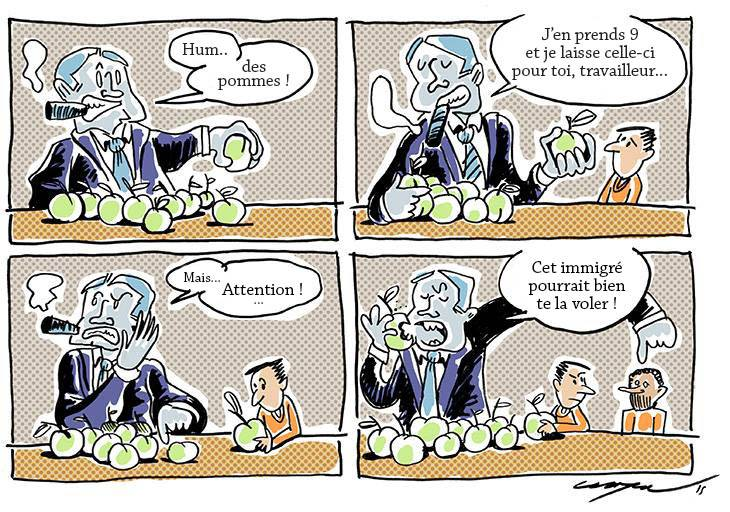 Hum..
des
pommes !
J'en prends 9
et je laisse celle-ci
pour toi, travailleur...
Mais...
Attention !
...
Cet immigré
pourrait bien
te la voler !
15